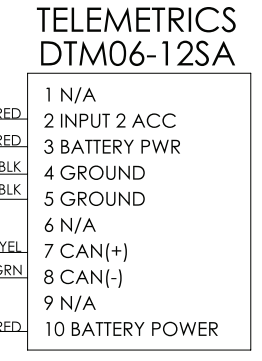 TELEMETRICS
DTM06-12SA
1 N/A
RED 2 INPUT 2 ACC
RED 3 BATTERY PWR
BLK 4 GROUND
BLK 5 GROUND
6 N/A
YEL 7 CAN(+)
GRN 8 CAN(-)
9 N/A
RED 10 BATTERY POWER